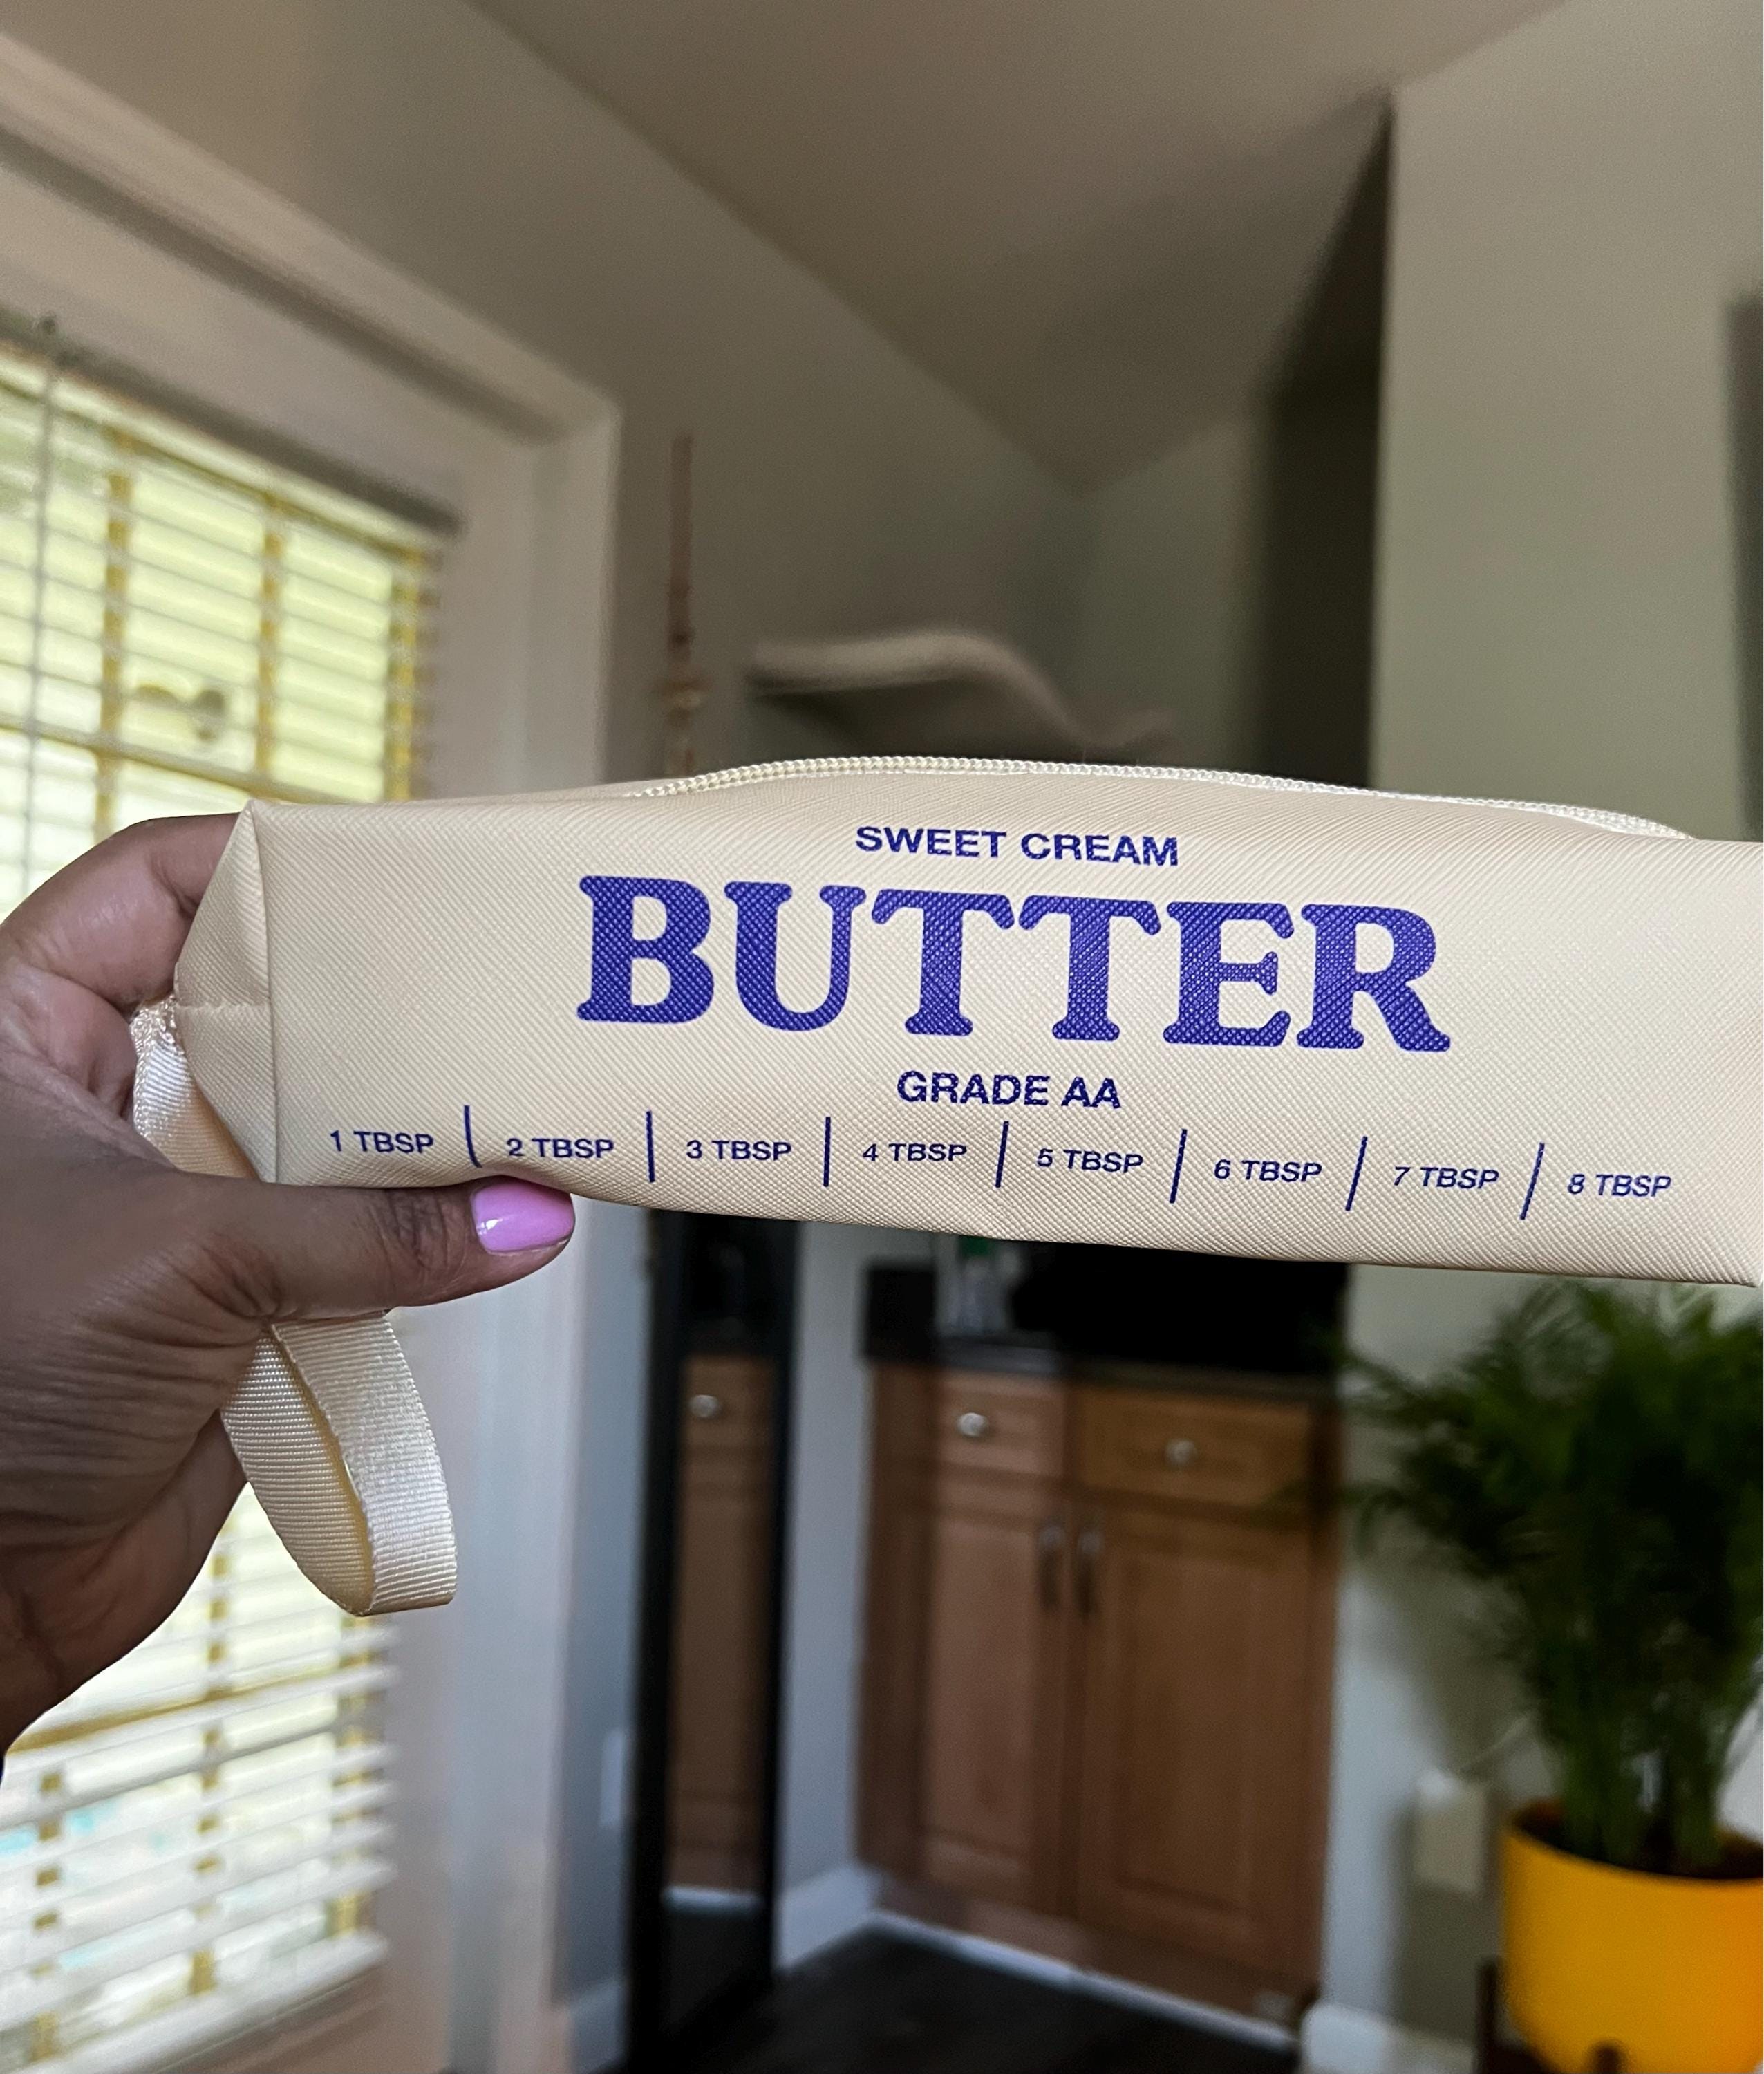 SWEET CREAM
BUTTER
GRADE AA
1 TBSP | 2 TBSP | 3 TBSP | 4 TBSP | 5 TBSP | 6 TBSP | 7 TBSP | 8 TBSP